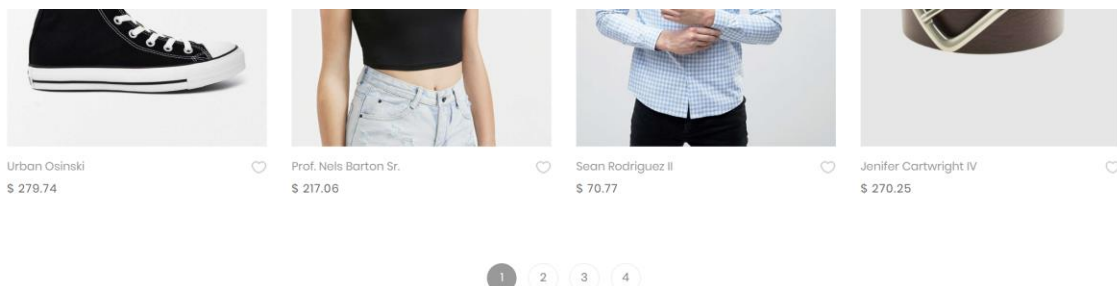 Urban Osinski
$ 279.74
Prof. Nels Barton Sr.
$ 217.06
Sean Rodriguez II
$ 70.77
Jenifer Cartwright IV
$ 270.25
1 2 3 4